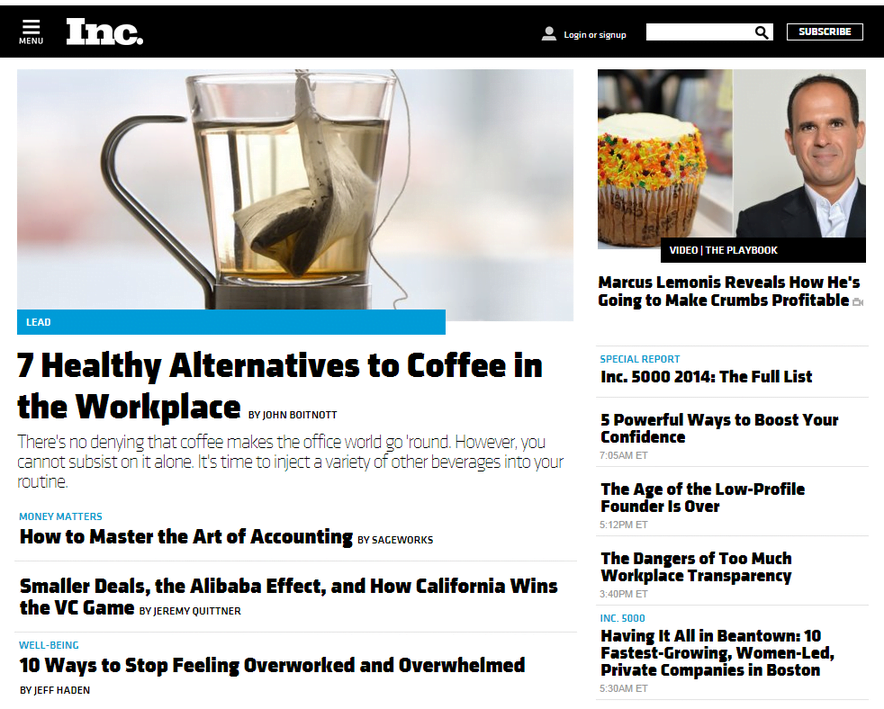 MENU
Inc.
Login or signup
SUBSCRIBE
LEAD
7 Healthy Alternatives to Coffee in
the Workplace BY JOHN BOITNOTT
There's no denying that coffee makes the office world go 'round. However, you
cannot subsist on it alone. It's time to inject a variety of other beverages into your
routine.
MONEY MATTERS
How to Master the Art of Accounting BY SAGEWORKS
Smaller Deals, the Alibaba Effect, and How California Wins
the VC Game BY JEREMY QUITTNER
WELL-BEING
10 Ways to Stop Feeling Overworked and Overwhelmed
BY JEFF HADEN
VIDEO | THE PLAYBOOK
Marcus Lemonis Reveals How He's
Going to Make Crumbs Profitable
SPECIAL REPORT
Inc. 5000 2014: The Full List
5 Powerful Ways to Boost Your
Confidence
7:05AM ET
The Age of the Low-Profile
Founder Is Over
5:12PM ET
The Dangers of Too Much
Workplace Transparency
3:40PM ET
INC. 5000
Having It All in Beantown: 10
Fastest-Growing, Women-Led,
Private Companies in Boston
5:30AM ET